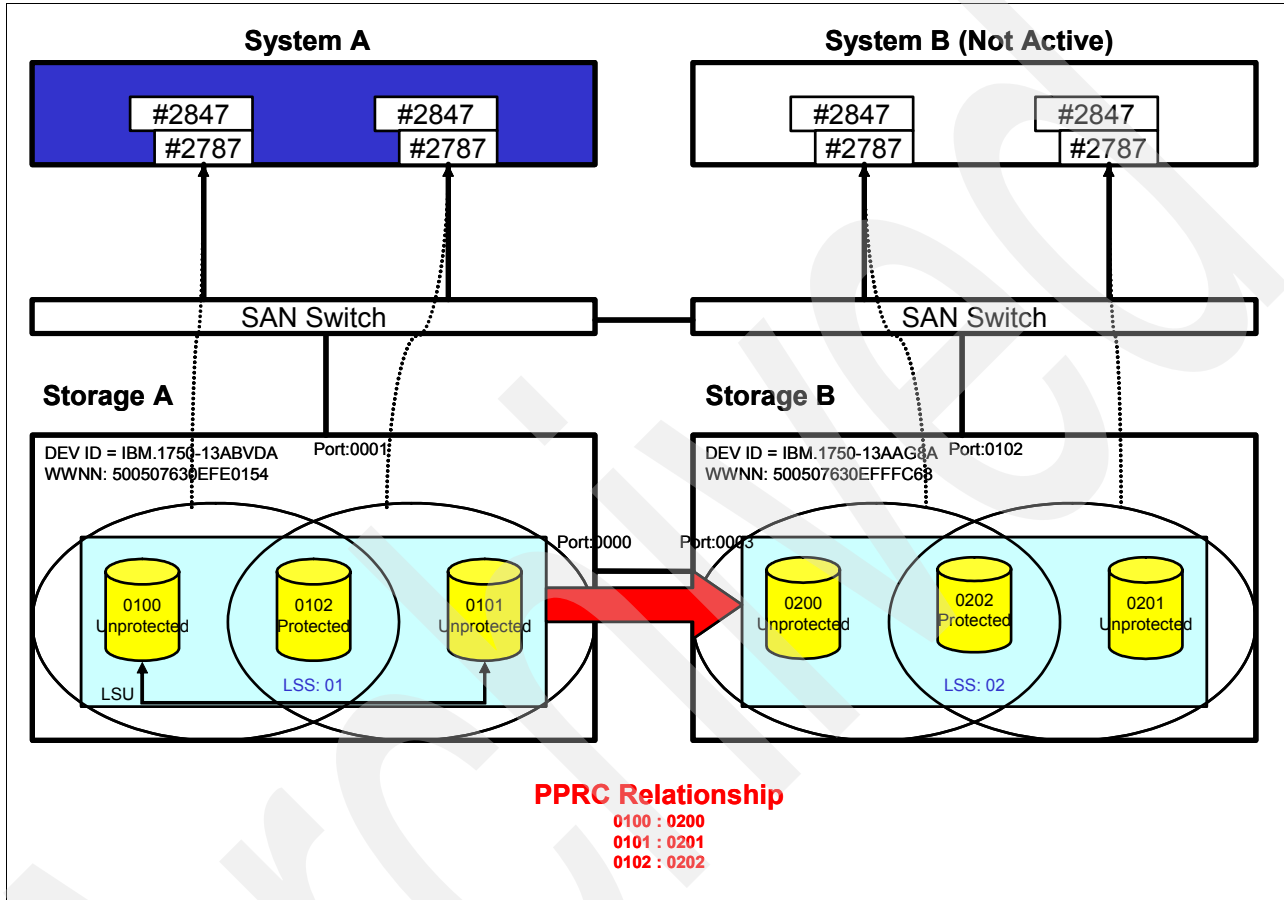 System A
System B (Not Active)
#2847
#2787
#2847
#2787
#2847
#2787
#2847
#2787
SAN Switch
SAN Switch
Storage A
Storage B
DEV ID = IBM.1750-13ABVDA
WWNN: 500507630EFE0154
Port:0001
DEV ID = IBM.1750-13AAG8A
WWNN: 500507630EFFFC68
Port:0102
Port:0000
Port:0003
0100
Unprotected
0102
Protected
0101
Unprotected
LSU
LSS: 01
0200
Unprotected
0202
Protected
0201
Unprotected
LSS: 02
PPRC Relationship
0100 : 0200
0101 : 0201
0102 : 0202
Archived